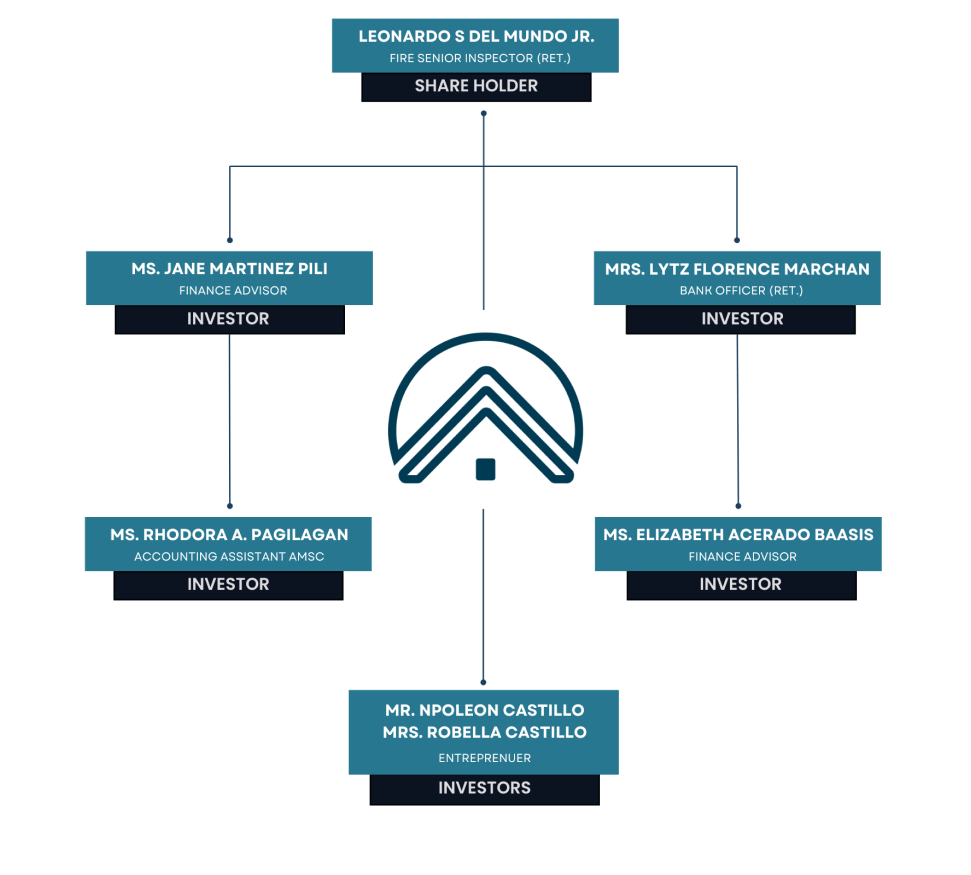 LEONARDO S DEL MUNDO JR.
FIRE SENIOR INSPECTOR (RET.)
SHARE HOLDER
MS. JANE MARTINEZ PILI
FINANCE ADVISOR
INVESTOR
MRS. LYTZ FLORENCE MARCHAN
BANK OFFICER (RET.)
INVESTOR
MS. RHODORA A. PAGILAGAN
ACCOUNTING ASSISTANT AMSC
INVESTOR
MS. ELIZABETH ACERADO BAASIS
FINANCE ADVISOR
INVESTOR
MR. NPOLEON CASTILLO
MRS. ROBELLA CASTILLO
ENTREPRENUER
INVESTORS